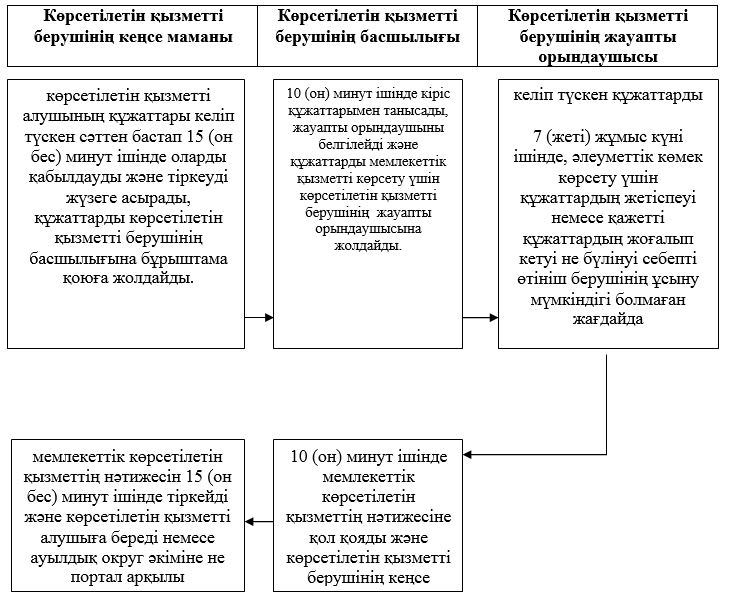 Көрсетілетін қызметті
берушінің кеңсе маманы
Көрсетілетін қызметті
берушінің басшылығы
Көрсетілетін қызметті
берушінің жауапты
орындаушысы
көрсетілетін қызметті
алушының құжаттары келіп
түскен сәттен бастап 15 (он
бес) минут ішінде оларды
қабылдауды және тіркеуді
жүзеге асырады,
құжаттарды көрсетілетін
қызметті берушінің
басшылығына бұрыштама
қоюға жолдайды.
10 (он) минут ішінде кіріс
құжаттарымен танысады,
жауапты орындаушыны
белгілейді және
құжаттарды мемлекеттік
қызметті көрсету үшін
көрсетілетін қызметті
берушінің жауапты
орындаушысына
жолдайды.
келіп түскен құжаттарды
7 (жеті) жұмыс күні
ішінде, әлеуметтік көмек
көрсету үшін
құжаттардың жетіспеуі
немесе қажетті
құжаттардың жоғалып
кетуі не бүлінуі себепті
өтініш берушінің ұсыну
мүмкіндігі болмаған
жағдайда
мемлекеттік көрсетілетін
қызметтің нәтижесін 15 (он
бес) минут ішінде тіркейді
және көрсетілетін қызметті
алушыға береді немесе
ауылдық округ әкіміне не
портал арқылы
10 (он) минут ішінде
мемлекеттік
көрсетілетін
қызметтің нәтижесіне
қол қояды және
көрсетілетін қызметті
берушінің кеңсе